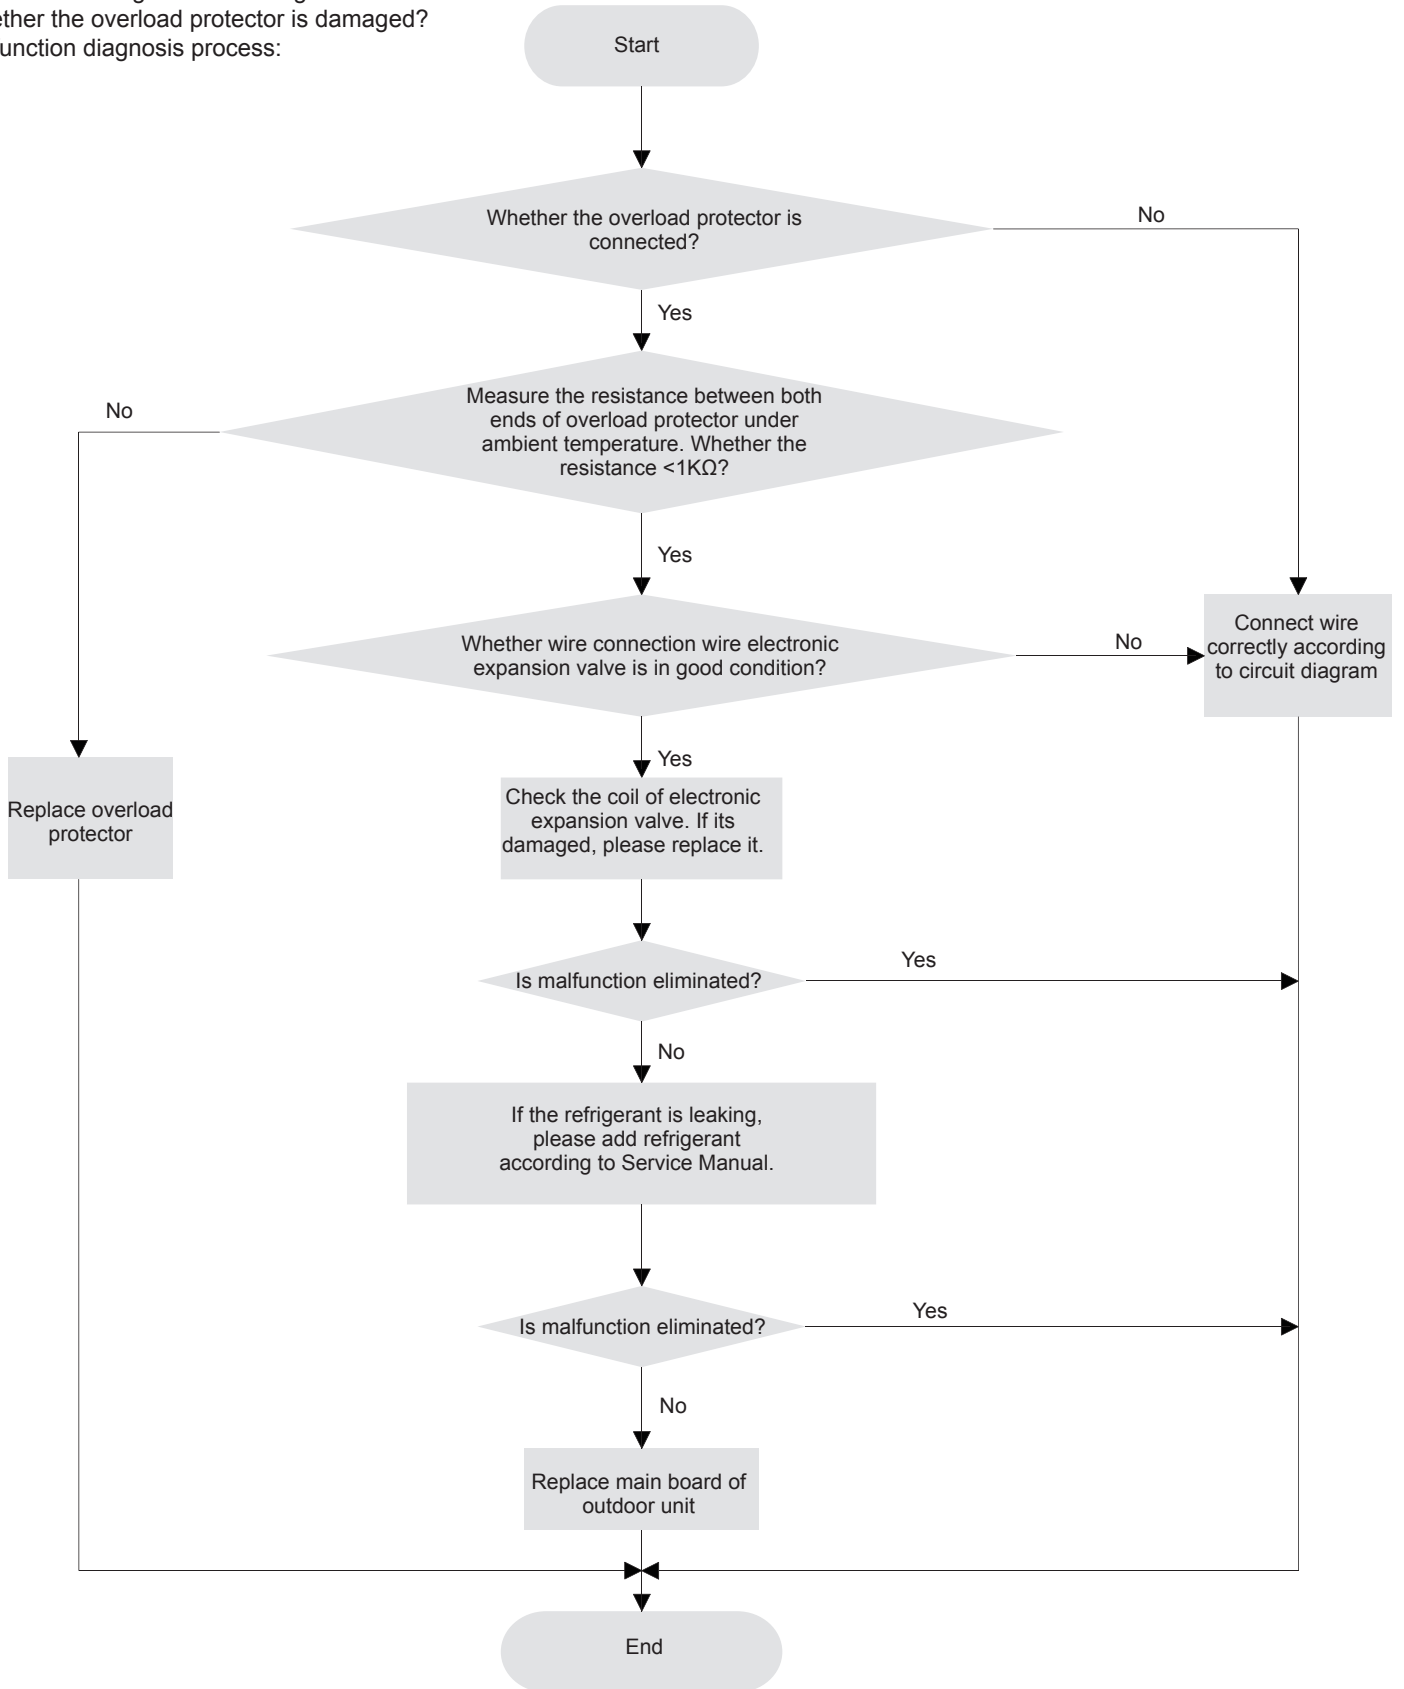 ether the overload protector is damaged?
unction diagnosis process:
Start
Whether the overload protector is
connected?
No
Yes
Measure the resistance between both
ends of overload protector under
ambient temperature. Whether the
resistance <1KΩ?
No
Yes
Whether wire connection wire electronic
expansion valve is in good condition?
No
Connect wire
correctly according
to circuit diagram
Yes
Replace overload
protector
Check the coil of electronic
expansion valve. If its
damaged, please replace it.
Is malfunction eliminated?
Yes
No
If the refrigerant is leaking,
please add refrigerant
according to Service Manual.
Is malfunction eliminated?
Yes
No
Replace main board of
outdoor unit
End